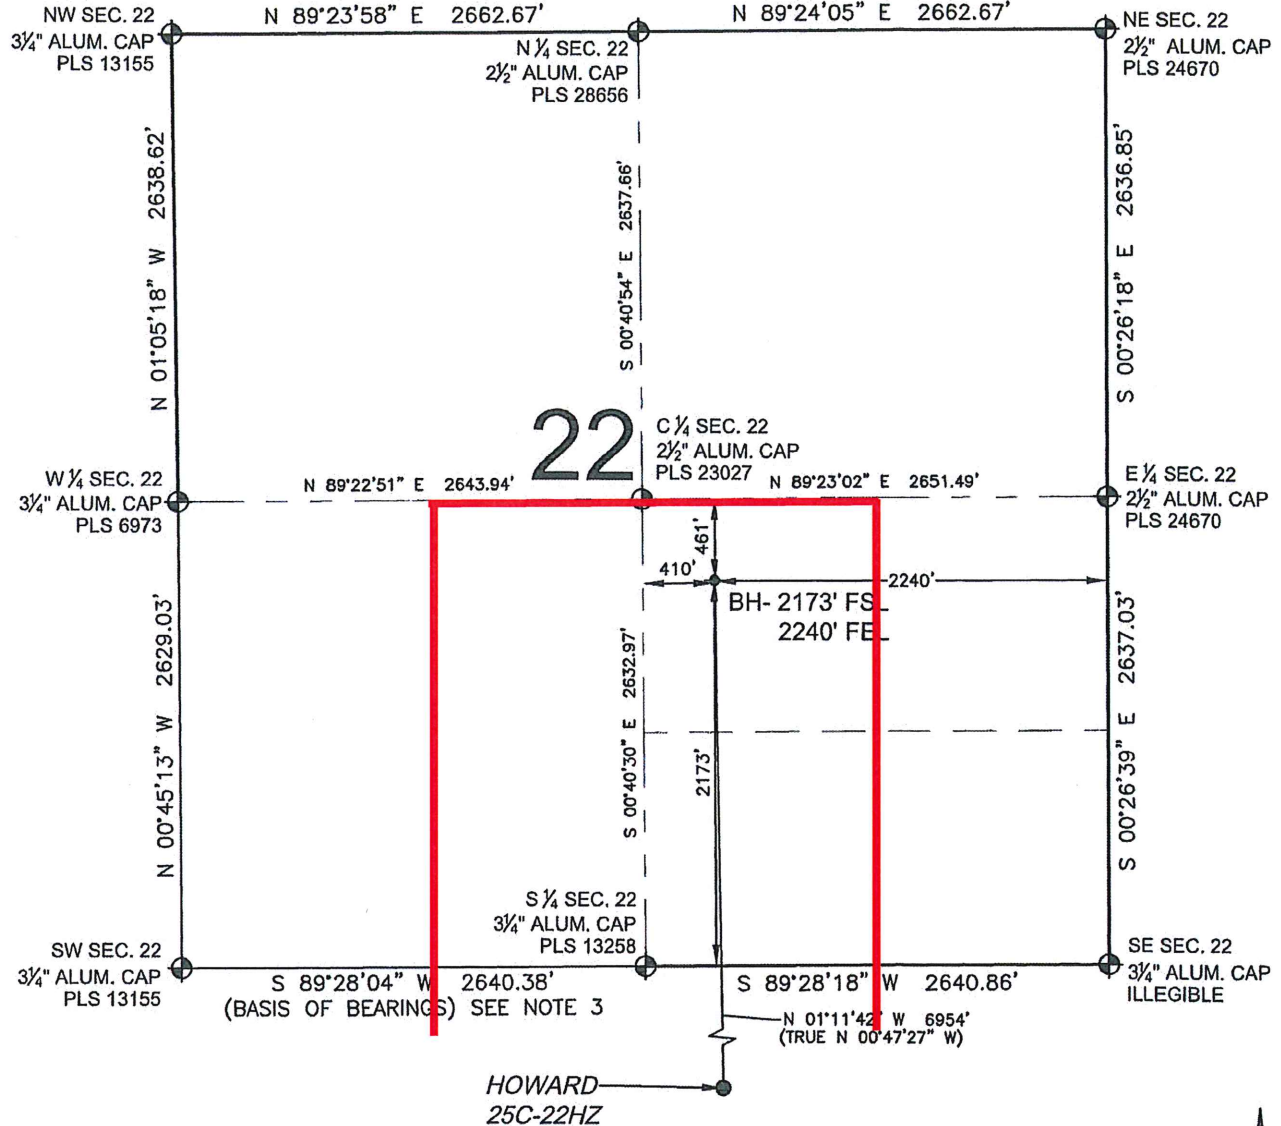 N 89°23'58" E 2662.67'
N 89°24'05" E 2662.67'
NW SEC. 22
3¼" ALUM. CAP
PLS 13155
N ¼ SEC. 22
2½" ALUM. CAP
PLS 28656
NE SEC. 22
2½" ALUM. CAP
PLS 24670
N 01°05'18" W 2638.62'
S 00°40'54" E 2637.66'
S 00°26'18" E 2636.85'
22
C ¼ SEC. 22
2½" ALUM. CAP
PLS 23027
W ¼ SEC. 22
3¼" ALUM. CAP
PLS 6973
N 89°22'51" E 2643.94'
N 89°23'02" E 2651.49'
E ¼ SEC. 22
2½" ALUM. CAP
PLS 24670
461'
410'
2240'
BH- 2173' FSL
2240' FEL
N 00°45'13" W 2629.03'
S 00°40'30" E 2632.97'
2173'
S 00°26'39" E 2637.03'
S ¼ SEC. 22
3¼" ALUM. CAP
PLS 13258
SW SEC. 22
3¼" ALUM. CAP
PLS 13155
SE SEC. 22
3¼" ALUM. CAP
ILLEGIBLE
S 89°28'04" W 2640.38'
(BASIS OF BEARINGS) SEE NOTE 3
S 89°28'18" W 2640.86'
N 01°11'42" W 6954'
(TRUE N 00°47'27" W)
HOWARD
25C-22HZ